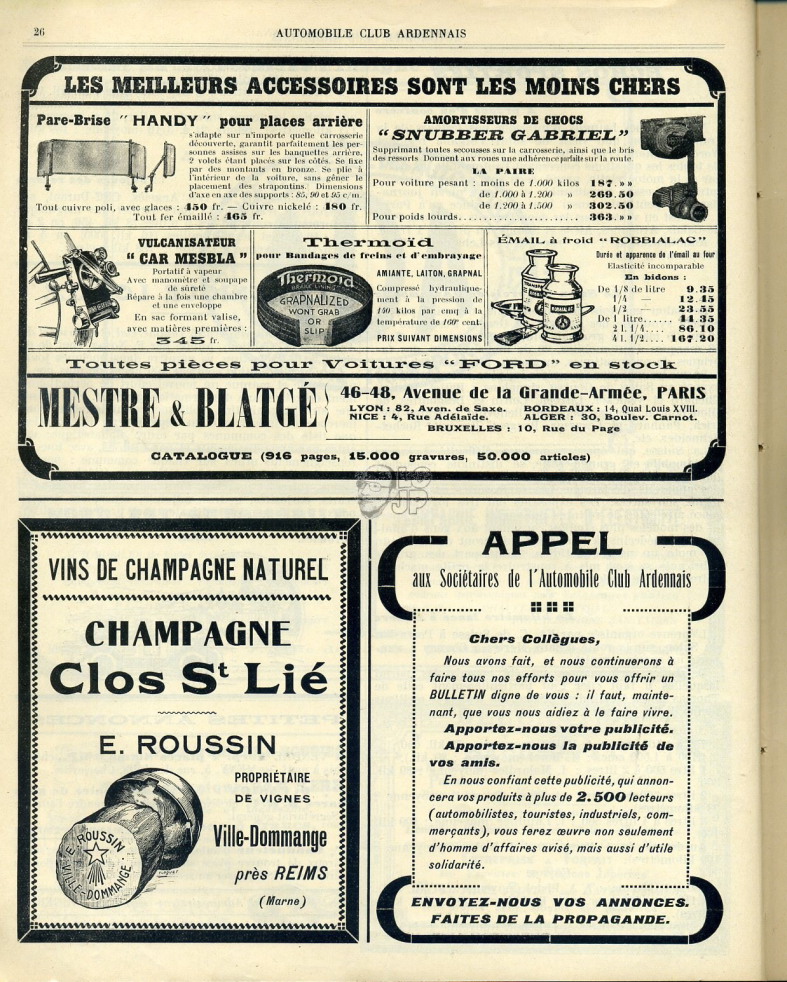 26
AUTOMOBILE CLUB ARDENNAIS
LES MEILLEURS ACCESSOIRES SONT LES MOINS CHERS
Pare-Brise "HANDY" pour places arrière
s'adapte sur n'importe quelle carrosserie
découverte, garantit parfaitement les per-
sonnes assises sur les banquettes arrière,
2 volets étant placés sur les côtés. Se fixe
par des montants en bronze. Se plie à
l'intérieur de la voiture, sans gêner le
placement des strapontins. Dimensions
d'axe en axe des supports : 85, 90 et 95 c/m.
Tout cuivre poli, avec glaces : 450 fr. — Cuivre nickelé : 480 fr.
Tout fer émaillé : 465 fr.
AMORTISSEURS DE CHOCS
"SNUBBER GABRIEL"
Supprimant toutes secousses sur la carrosserie, ainsi que le bris
des ressorts Donnent aux roues une adhérence parfaite sur la route.
LA PAIRE
Pour voiture pesant : moins de 1.000 kilos 187.»»
de 1.000 à 1.200 » 269.50
de 1.200 à 1.500 » 302.50
Pour poids lourds.................... 363.»»
VULCANISATEUR
"CAR MESBLA"
Portatif à vapeur
Avec manomètre et soupape
de sûreté
Répare à la fois une chambre
et une enveloppe
En sac formant valise,
avec matières premières :
345 fr.
Thermoïd
pour Bandages de freins et d'embrayage
Thermoid
BRAKE LINING
GRAPNALIZED
WONT GRAB
OR
SLIP
AMIANTE, LAITON, GRAPNAL
Compressé hydraulique-
ment à la pression de
140 kilos par cmq à la
température de 160° cent.
PRIX SUIVANT DIMENSIONS
ÉMAIL à froid "ROBBIALAC"
Durée et apparence de l'émail au four
Elasticité incomparable
En bidons :
De 1/8 de litre 9.35
1/4 — 12.45
1/2 — 23.55
De 1 litre...... 44.35
2 l. 1/4.... 86.10
4 l. 1/2.... 167.20
ROBBIALAC
Toutes pièces pour Voitures "FORD" en stock
MESTRE & BLATGÉ
46-48, Avenue de la Grande-Armée, PARIS
LYON : 82, Aven. de Saxe. BORDEAUX : 14, Quai Louis XVIII.
NICE : 4, Rue Adélaïde. ALGER : 30, Boulev. Carnot.
BRUXELLES : 10, Rue du Page
CATALOGUE (916 pages, 15.000 gravures, 50.000 articles)
LC
JP
VINS DE CHAMPAGNE NATUREL
CHAMPAGNE
Clos St Lié
E. ROUSSIN
PROPRIÉTAIRE
DE VIGNES
Ville-Dommange
près REIMS
(Marne)
E. ROUSSIN
VILLE-DOMMANGE
APPEL
aux Sociétaires de l'Automobile Club Ardennais
Chers Collègues,
Nous avons fait, et nous continuerons à
faire tous nos efforts pour vous offrir un
BULLETIN digne de vous : il faut, mainte-
nant, que vous nous aidiez à le faire vivre.
Apportez-nous votre publicité.
Apportez-nous la publicité de
vos amis.
En nous confiant cette publicité, qui annon-
cera vos produits à plus de 2.500 lecteurs
(automobilistes, touristes, industriels, com-
merçants), vous ferez œuvre non seulement
d'homme d'affaires avisé, mais aussi d'utile
solidarité.
ENVOYEZ-NOUS VOS ANNONCES.
FAITES DE LA PROPAGANDE.